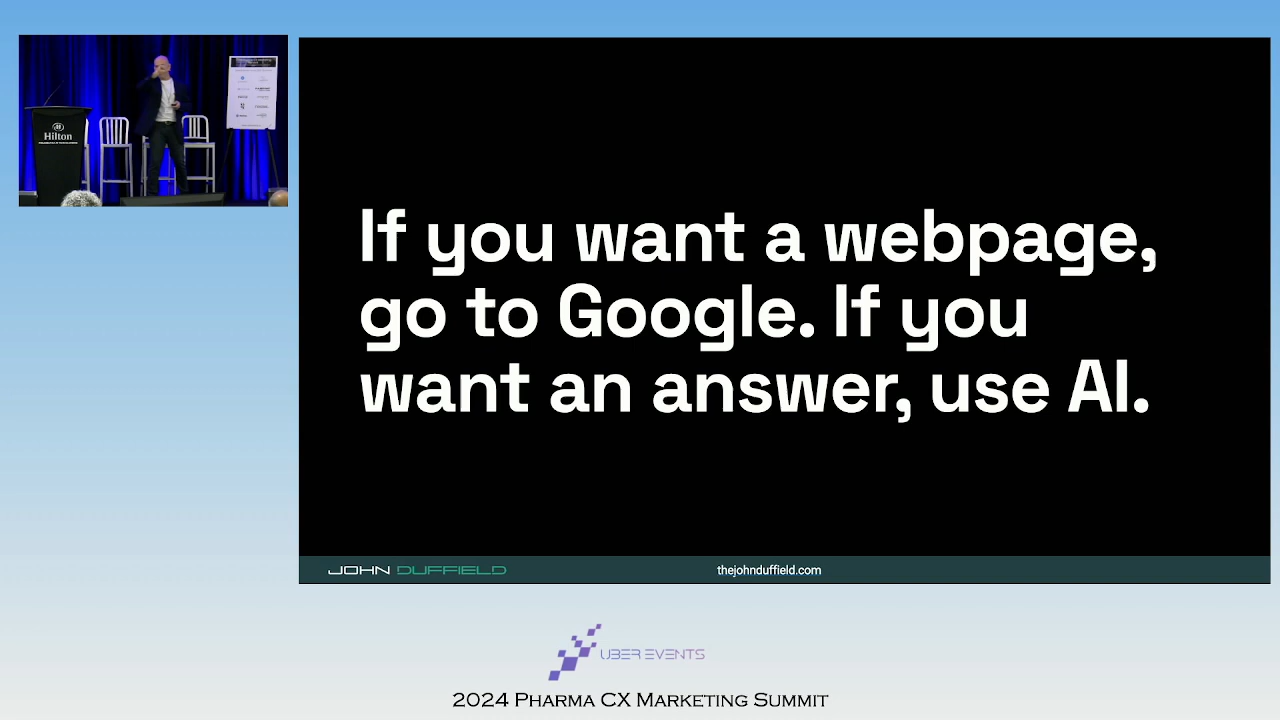 Hilton
If you want a webpage,
go to Google. If you
want an answer, use AI.
JOHN DUFFIELD
thejohnduffield.com
UBER EVENTS
2024 PHARMA CX MARKETING SUMMIT